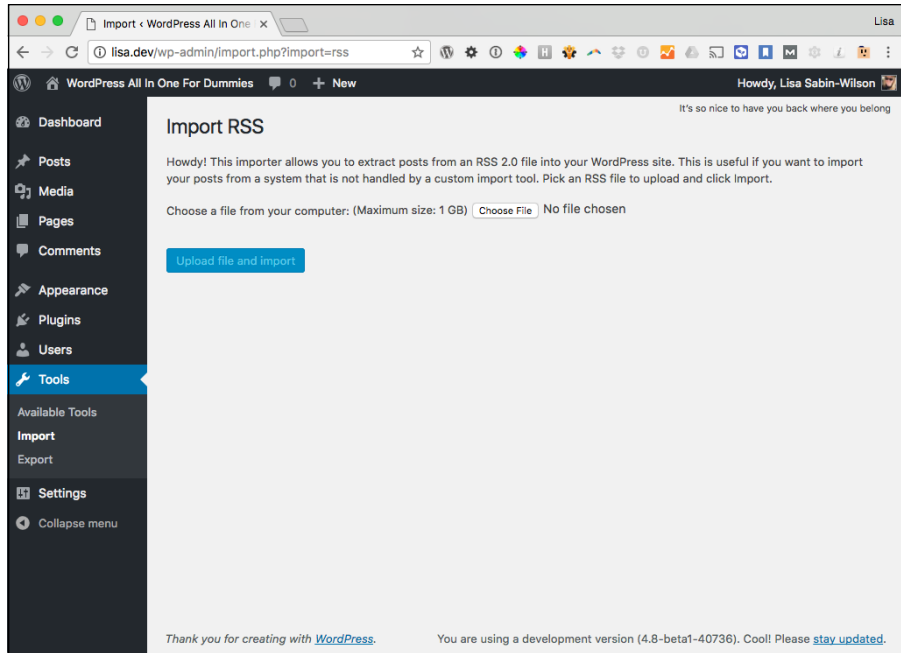 Import ‹ WordPress All In One
Lisa
lisa.dev/wp-admin/import.php?import=rss
WordPress All In One For Dummies 0 + New
Howdy, Lisa Sabin-Wilson
It's so nice to have you back where you belong
Dashboard
Posts
Media
Pages
Comments
Appearance
Plugins
Users
Tools
Available Tools
Import
Export
Settings
Collapse menu
Import RSS
Howdy! This importer allows you to extract posts from an RSS 2.0 file into your WordPress site. This is useful if you want to import
your posts from a system that is not handled by a custom import tool. Pick an RSS file to upload and click Import.
Choose a file from your computer: (Maximum size: 1 GB) Choose File No file chosen
Upload file and import
Thank you for creating with WordPress.
You are using a development version (4.8-beta1-40736). Cool! Please stay updated.